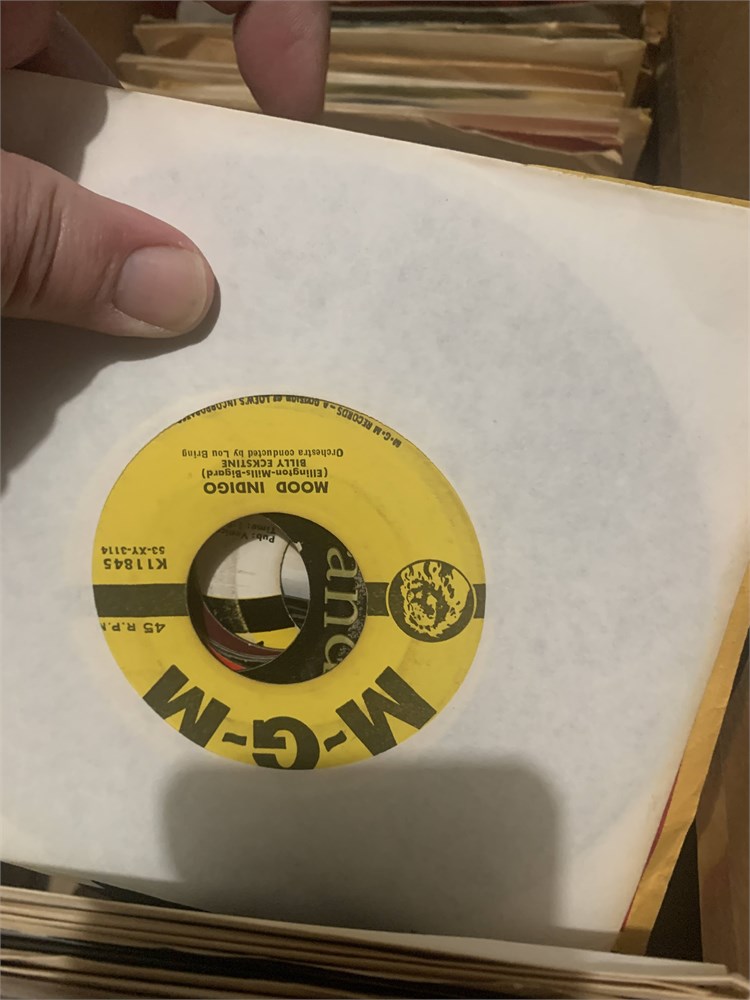 M-G-M
45 R.P.M
K11845
53-XY-3114
MOOD INDIGO
(Ellington-Mills-Bigard)
BILLY ECKSTINE
Orchestra conducted by Lou Bring
M-G-M RECORDS – A DIVISION OF LOEW'S INCORPORATED
and